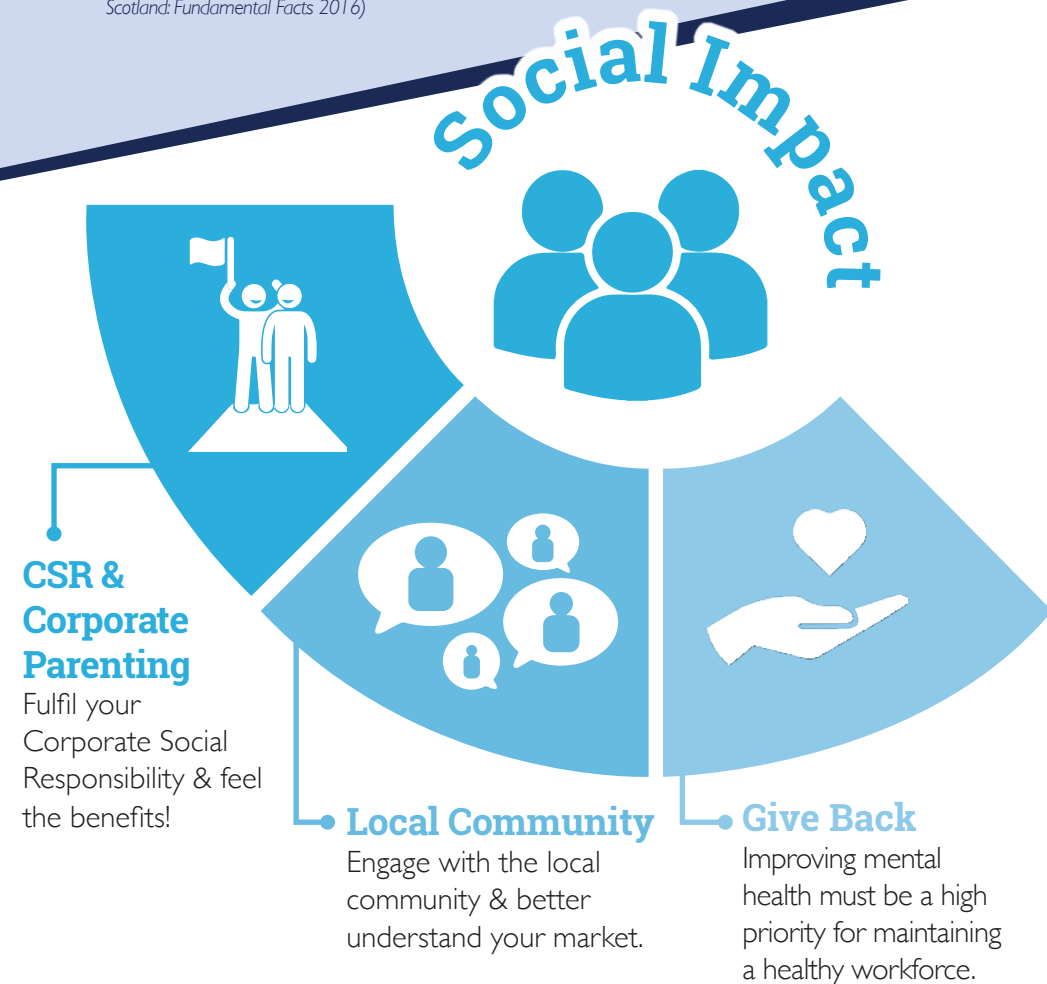 Scotland: Fundamental Facts 2016)
Social Impact
CSR &
Corporate
Parenting
Fulfil your
Corporate Social
Responsibility & feel
the benefits!
Local Community
Engage with the local
community & better
understand your market.
Give Back
Improving mental
health must be a high
priority for maintaining
a healthy workforce.